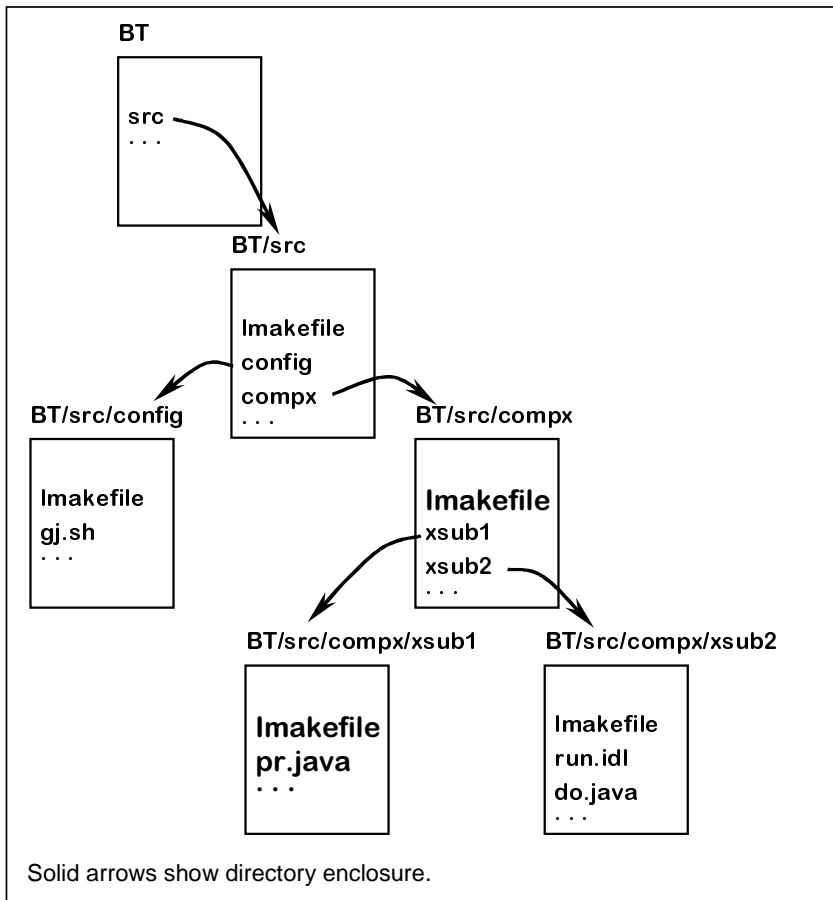 BT
src
. . .
BT/src
Imakefile
config
compx
. . .
BT/src/config
Imakefile
gj.sh
. . .
BT/src/compx
Imakefile
xsub1
xsub2
. . .
BT/src/compx/xsub1
Imakefile
pr.java
. . .
BT/src/compx/xsub2
Imakefile
run.idl
do.java
. . .
Solid arrows show directory enclosure.